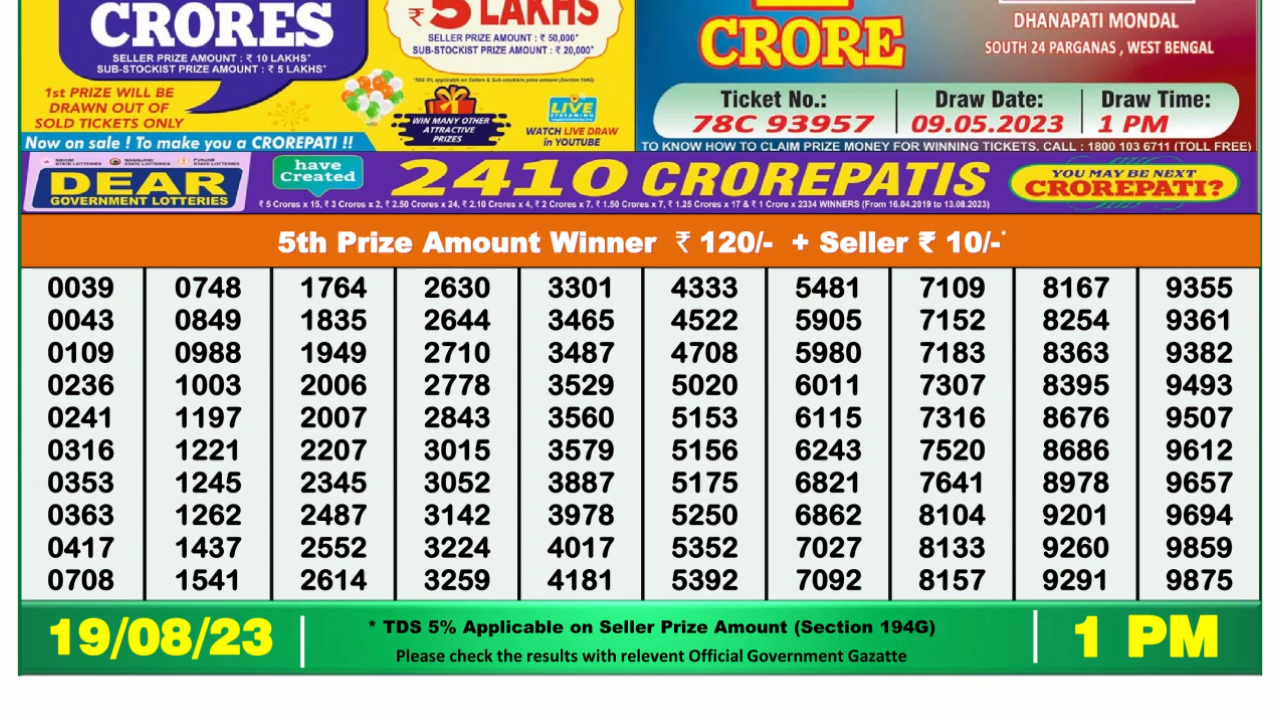 CRORES
SELLER PRIZE AMOUNT : ₹ 10 LAKHS*
SUB-STOCKIST PRIZE AMOUNT : ₹ 5 LAKHS*
1st PRIZE WILL BE
DRAWN OUT OF
SOLD TICKETS ONLY
Now on sale ! To make you a CROREPATI !!
₹ 5 LAKHS
SELLER PRIZE AMOUNT : ₹ 50,000*
SUB-STOCKIST PRIZE AMOUNT : ₹ 20,000*
*TDS 5% applicable on Sellers & Sub-stockists prize amount (Section 194G)
WIN MANY OTHER
ATTRACTIVE
PRIZES
LIVE
STREAMING
WATCH LIVE DRAW
in YOUTUBE
CRORE
DHANAPATI MONDAL
SOUTH 24 PARGANAS , WEST BENGAL
Ticket No.: Draw Date: Draw Time:
78C 93957 09.05.2023 1 PM
TO KNOW HOW TO CLAIM PRIZE MONEY FOR WINNING TICKETS, CALL : 1800 103 6711 (TOLL FREE)
DEAR
GOVERNMENT LOTTERIES
have
Created
2410 CROREPATIS
₹ 5 Crores x 15, ₹ 3 Crores x 2, ₹ 2.50 Crores x 24, ₹ 2.10 Crores x 4, ₹ 2 Crores x 7, ₹ 1.50 Crores x 7, ₹ 1.25 Crores x 17 & ₹ 1 Crore x 2334 WINNERS (From 16.04.2019 to 13.08.2023)
YOU MAY BE NEXT
CROREPATI?
5th Prize Amount Winner ₹ 120/- + Seller ₹ 10/-*
0039 0748 1764 2630 3301 4333 5481 7109 8167 9355
0043 0849 1835 2644 3465 4522 5905 7152 8254 9361
0109 0988 1949 2710 3487 4708 5980 7183 8363 9382
0236 1003 2006 2778 3529 5020 6011 7307 8395 9493
0241 1197 2007 2843 3560 5153 6115 7316 8676 9507
0316 1221 2207 3015 3579 5156 6243 7520 8686 9612
0353 1245 2345 3052 3887 5175 6821 7641 8978 9657
0363 1262 2487 3142 3978 5250 6862 8104 9201 9694
0417 1437 2552 3224 4017 5352 7027 8133 9260 9859
0708 1541 2614 3259 4181 5392 7092 8157 9291 9875
19/08/23
* TDS 5% Applicable on Seller Prize Amount (Section 194G)
Please check the results with relevent Official Government Gazatte
1 PM